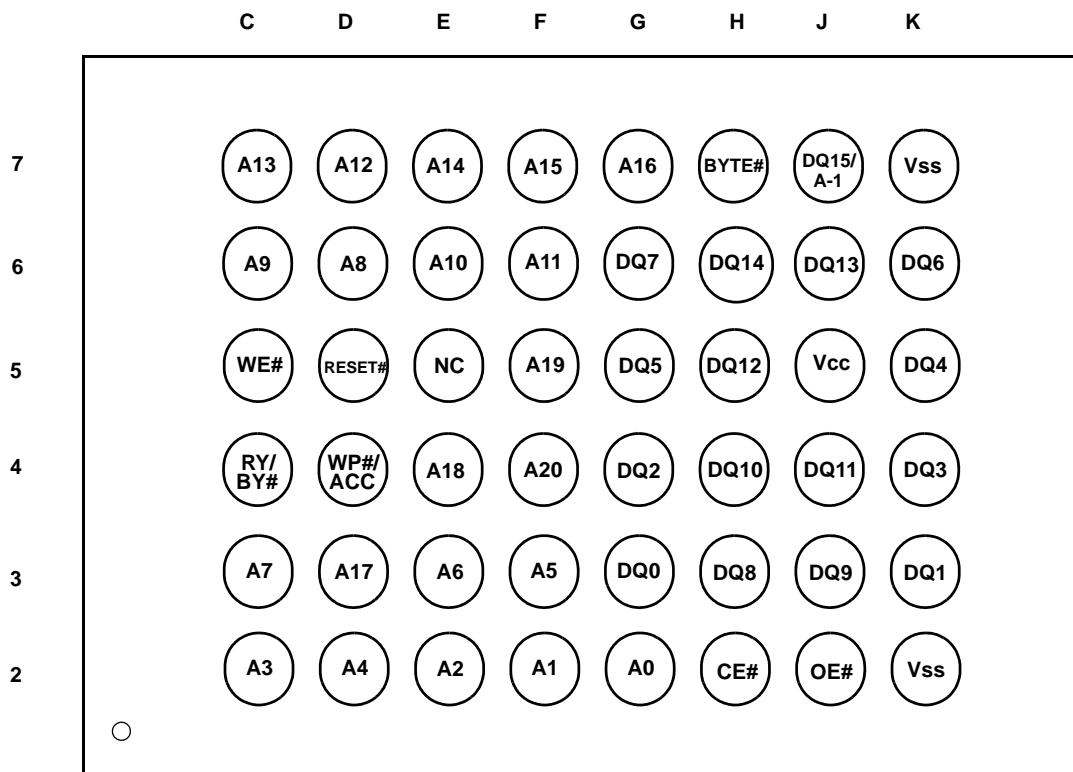 C D E F G H J K
7 A13 A12 A14 A15 A16 BYTE# DQ15/ A-1 Vss
6 A9 A8 A10 A11 DQ7 DQ14 DQ13 DQ6
5 WE# RESET# NC A19 DQ5 DQ12 Vcc DQ4
4 RY/ BY# WP#/ ACC A18 A20 DQ2 DQ10 DQ11 DQ3
3 A7 A17 A6 A5 DQ0 DQ8 DQ9 DQ1
2 A3 A4 A2 A1 A0 CE# OE# Vss